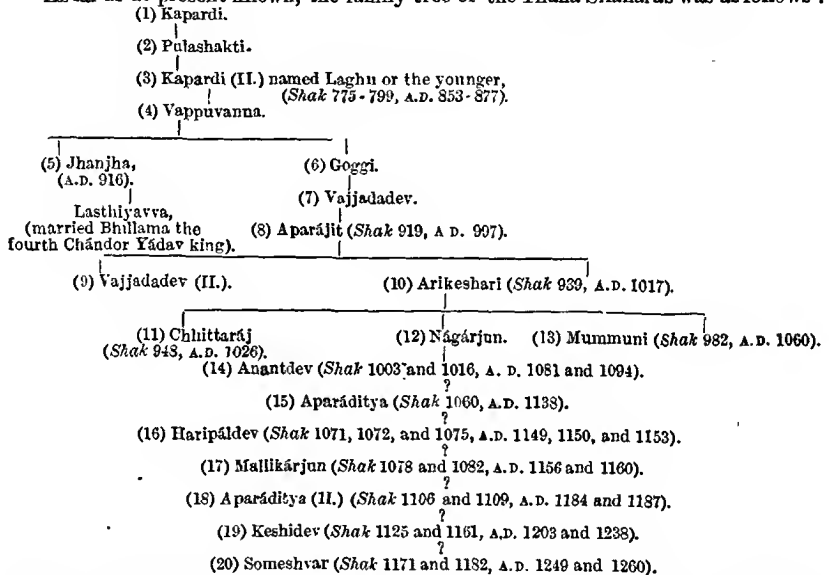 (1) Kapardi.
(2) Pulashakti.
(3) Kapardi (II.) named Laghu or the younger,
(Shak 775-799, A.D. 853-877).
(4) Vappuvanna.
(5) Jhanjha, (6) Goggi.
(A.D. 916).
(7) Vajjadadev.
Lasthiyavva,
(married Bhillama the (8) Aparájit (Shak 919, A D. 997).
fourth Chándor Yádav king).
(9) Vajjadadev (II.). (10) Arikeshari (Shak 939, A.D. 1017).
(11) Chhittaráj (12) Nágárjun. (13) Mummuni (Shak 982, A.D. 1060).
(Shak 948, A.D. 1026).
(14) Anantdev (Shak 1003 and 1016, A. D. 1081 and 1094).
?
(15) Aparáditya (Shak 1060, A.D. 1138).
?
(16) Haripáldev (Shak 1071, 1072, and 1075, A.D. 1149, 1150, and 1153).
?
(17) Mallikárjun (Shak 1078 and 1082, A.D. 1156 and 1160).
?
(18) Aparáditya (II.) (Shak 1106 and 1109, A.D. 1184 and 1187).
?
(19) Keshidev (Shak 1125 and 1161, A.D. 1203 and 1238).
?
(20) Someshvar (Shak 1171 and 1182, A.D. 1249 and 1260).